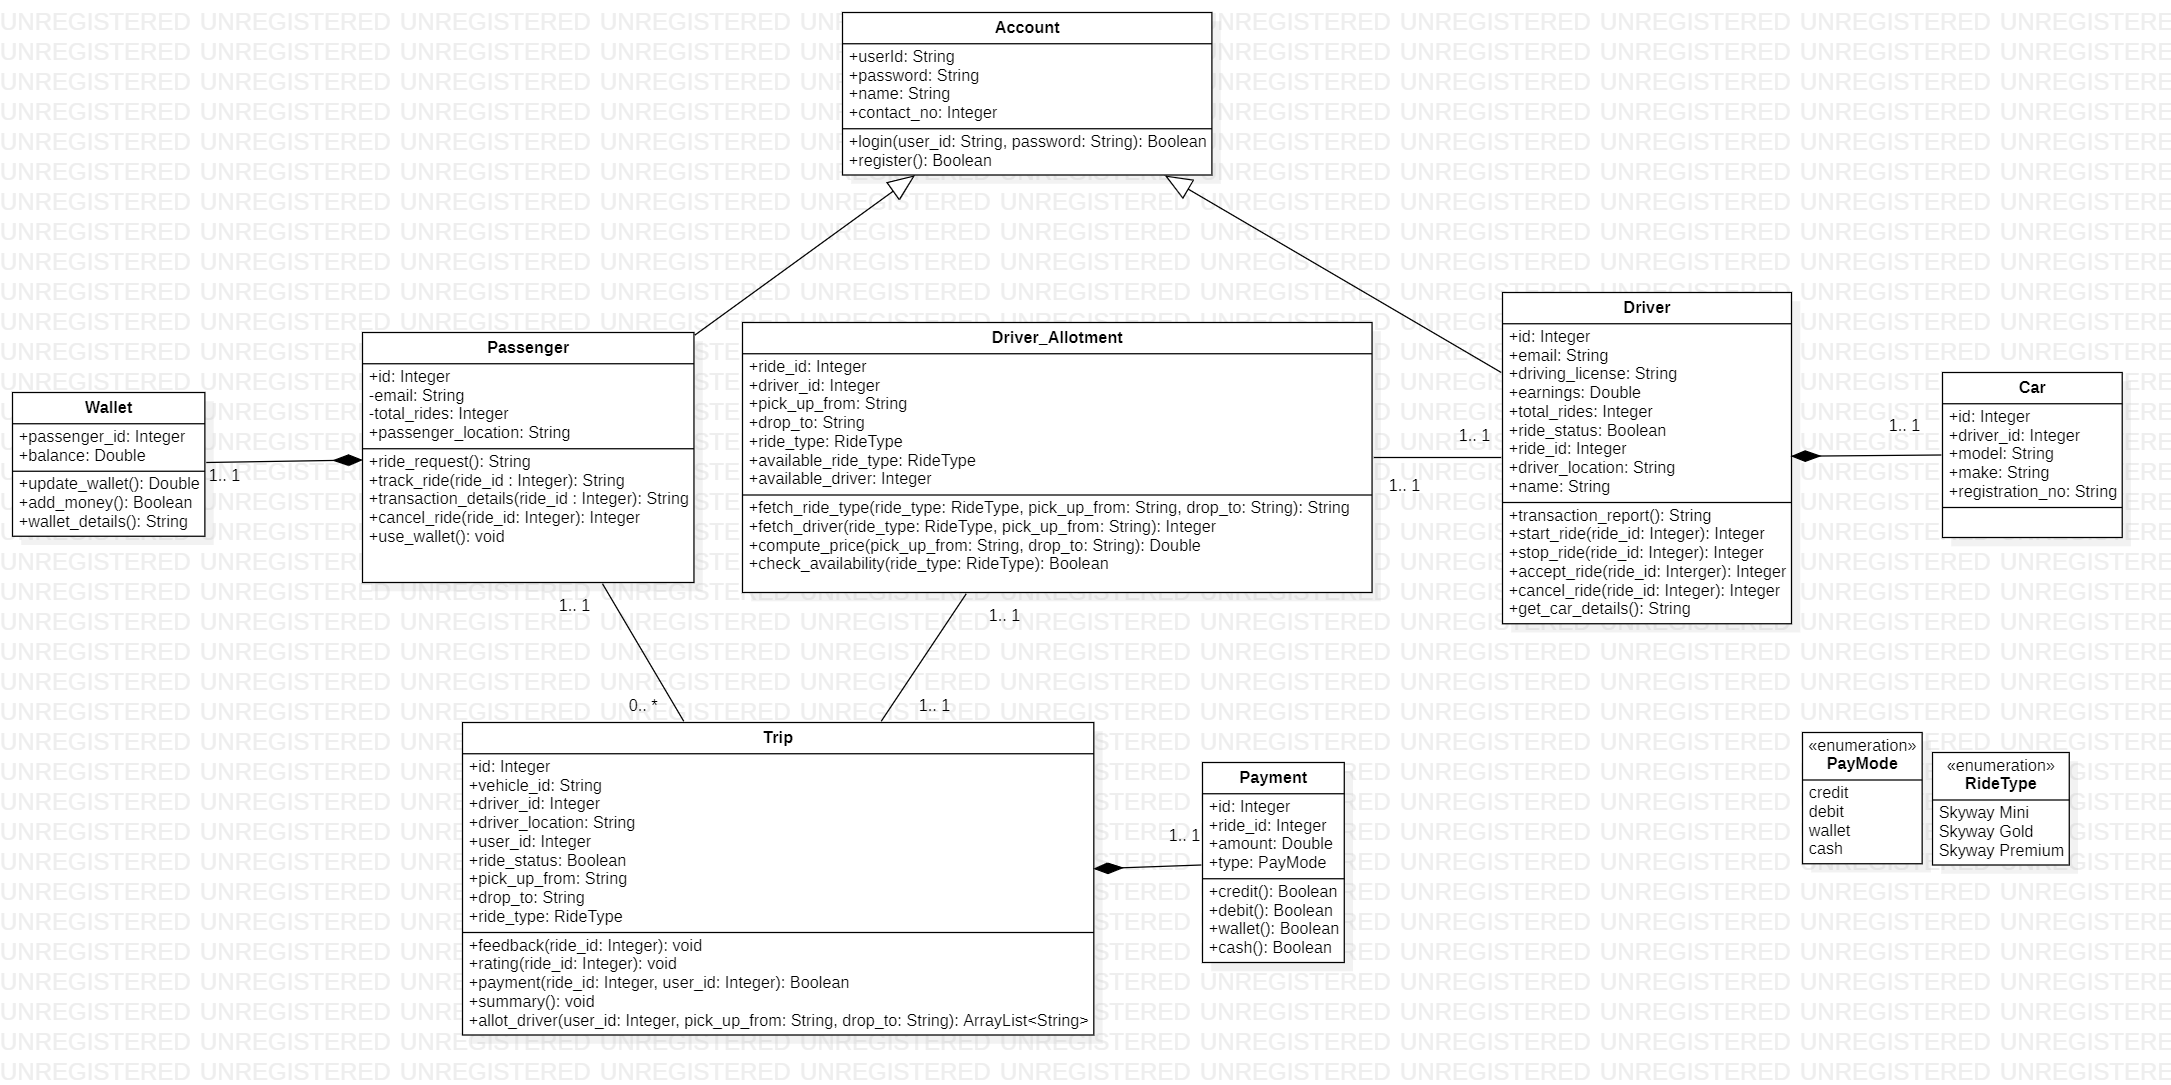 Account
+userId: String
+password: String
+name: String
+contact_no: Integer
+login(user_id: String, password: String): Boolean
+register(): Boolean
Wallet
+passenger_id: Integer
+balance: Double
+update_wallet(): Double
+add_money(): Boolean
+wallet_details(): String
1.. 1
Passenger
+id: Integer
-email: String
-total_rides: Integer
+passenger_location: String
+ride_request(): String
+track_ride(ride_id : Integer): String
+transaction_details(ride_id : Integer): String
+cancel_ride(ride_id: Integer): Integer
+use_wallet(): void
1.. 1
0.. *
Driver_Allotment
+ride_id: Integer
+driver_id: Integer
+pick_up_from: String
+drop_to: String
+ride_type: RideType
+available_ride_type: RideType
+available_driver: Integer
+fetch_ride_type(ride_type: RideType, pick_up_from: String, drop_to: String): String
+fetch_driver(ride_type: RideType, pick_up_from: String): Integer
+compute_price(pick_up_from: String, drop_to: String): Double
+check_availability(ride_type: RideType): Boolean
1.. 1
1.. 1
1.. 1
1.. 1
Driver
+id: Integer
+email: String
+driving_license: String
+earnings: Double
+total_rides: Integer
+ride_status: Boolean
+ride_id: Integer
+driver_location: String
+name: String
+transaction_report(): String
+start_ride(ride_id: Integer): Integer
+stop_ride(ride_id: Integer): Integer
+accept_ride(ride_id: Interger): Integer
+cancel_ride(ride_id: Integer): Integer
+get_car_details(): String
1.. 1
Car
+id: Integer
+driver_id: Integer
+model: String
+make: String
+registration_no: String
Trip
+id: Integer
+vehicle_id: String
+driver_id: Integer
+driver_location: String
+user_id: Integer
+ride_status: Boolean
+pick_up_from: String
+drop_to: String
+ride_type: RideType
+feedback(ride_id: Integer): void
+rating(ride_id: Integer): void
+payment(ride_id: Integer, user_id: Integer): Boolean
+summary(): void
+allot_driver(user_id: Integer, pick_up_from: String, drop_to: String): ArrayList<String>
1.. 1
Payment
+id: Integer
+ride_id: Integer
+amount: Double
+type: PayMode
+credit(): Boolean
+debit(): Boolean
+wallet(): Boolean
+cash(): Boolean
«enumeration»
PayMode
credit
debit
wallet
cash
«enumeration»
RideType
Skyway Mini
Skyway Gold
Skyway Premium
UNREGISTERED